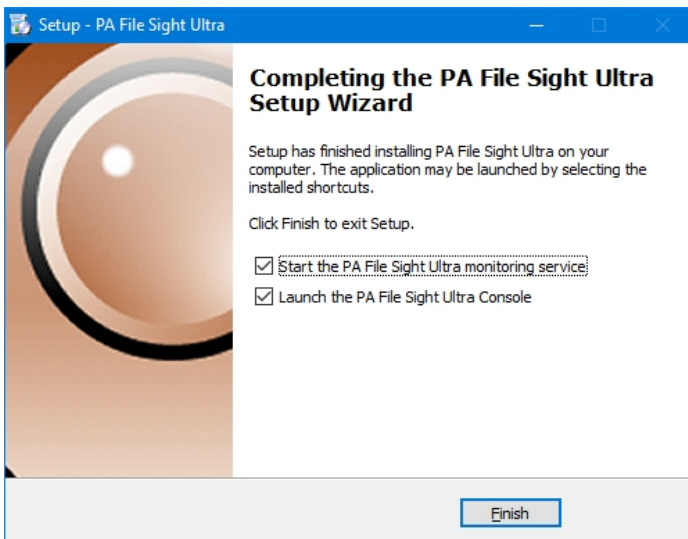 Setup - PA File Sight Ultra
Completing the PA File Sight Ultra
Setup Wizard
Setup has finished installing PA File Sight Ultra on your
computer. The application may be launched by selecting the
installed shortcuts.
Click Finish to exit Setup.
Start the PA File Sight Ultra monitoring service
Launch the PA File Sight Ultra Console
Finish